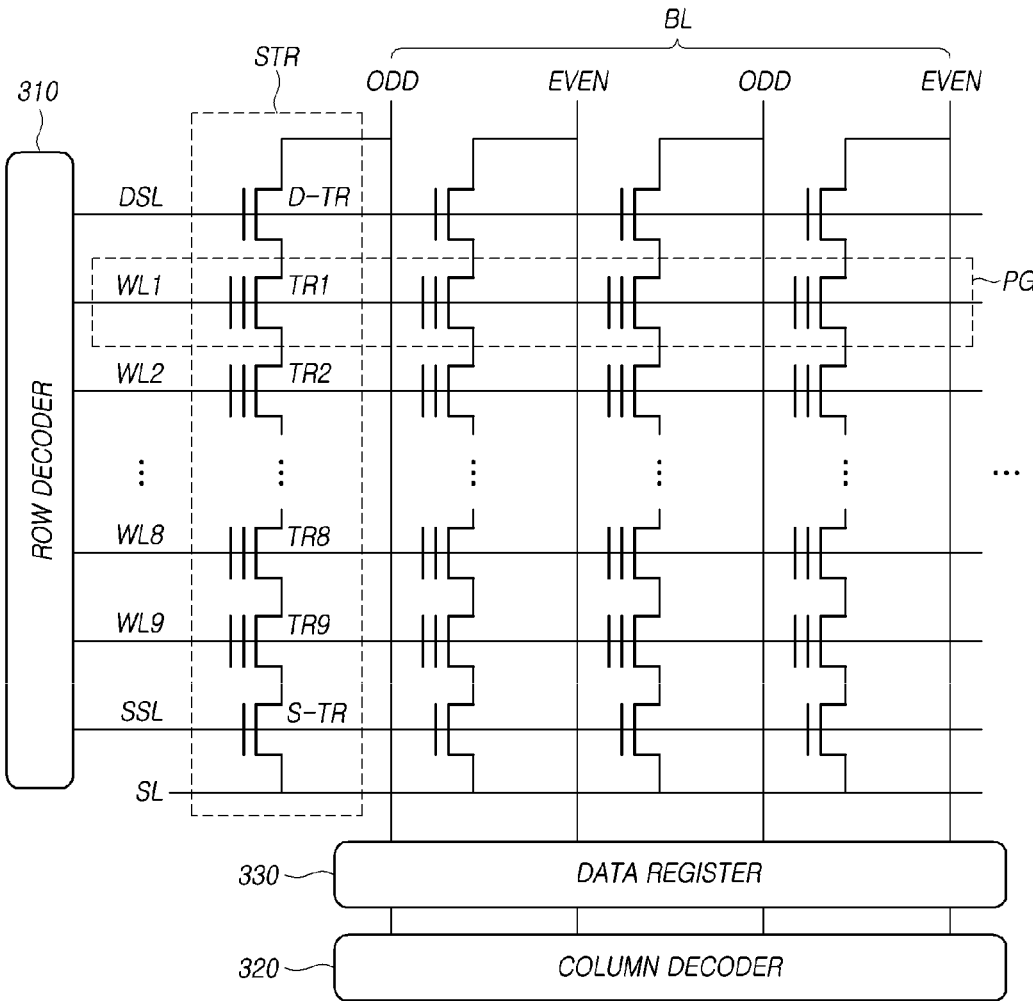 BL
STR
ODD EVEN ODD EVEN
310
DSL D-TR
WL1 TR1 PG
WL2 TR2
ROW DECODER
WL8 TR8
WL9 TR9
SSL S-TR
SL
330 DATA REGISTER
320 COLUMN DECODER